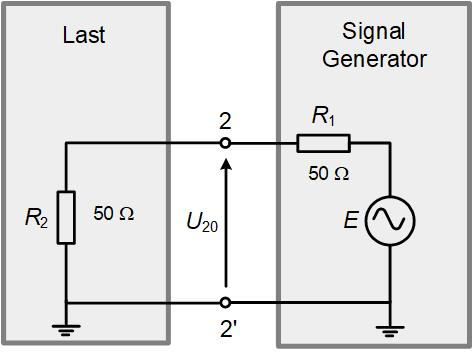 Last
Signal
Generator
2
R1
50 Ω
R2
50 Ω
U20
E
2'